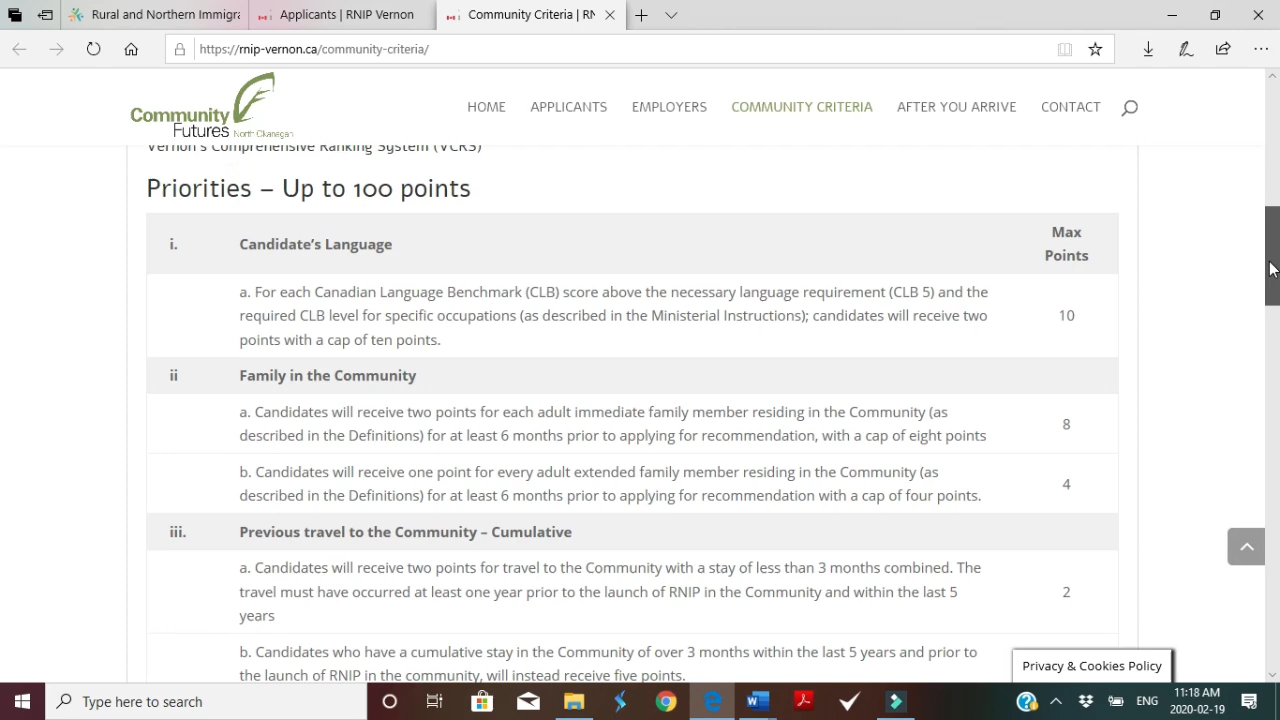 Rural and Northern Immigr
Applicants | RNIP Vernon
Community Criteria | RN
https://rnip-vernon.ca/community-criteria/
Community
Futures North Okanagan
HOME
APPLICANTS
EMPLOYERS
COMMUNITY CRITERIA
AFTER YOU ARRIVE
CONTACT
Vernon's Comprehensive Ranking System (VCRS)
Priorities – Up to 100 points
i. Candidate's Language Max
Points
a. For each Canadian Language Benchmark (CLB) score above the necessary language requirement (CLB 5) and the
required CLB level for specific occupations (as described in the Ministerial Instructions); candidates will receive two 10
points with a cap of ten points.
ii Family in the Community
a. Candidates will receive two points for each adult immediate family member residing in the Community (as
described in the Definitions) for at least 6 months prior to applying for recommendation, with a cap of eight points 8
b. Candidates will receive one point for every adult extended family member residing in the Community (as
described in the Definitions) for at least 6 months prior to applying for recommendation with a cap of four points. 4
iii. Previous travel to the Community – Cumulative
a. Candidates will receive two points for travel to the Community with a stay of less than 3 months combined. The
travel must have occurred at least one year prior to the launch of RNIP in the Community and within the last 5 2
years
b. Candidates who have a cumulative stay in the Community of over 3 months within the last 5 years and prior to
the launch of RNIP in the community, will instead receive five points.
Privacy & Cookies Policy
Type here to search
ENG
11:18 AM
2020-02-19